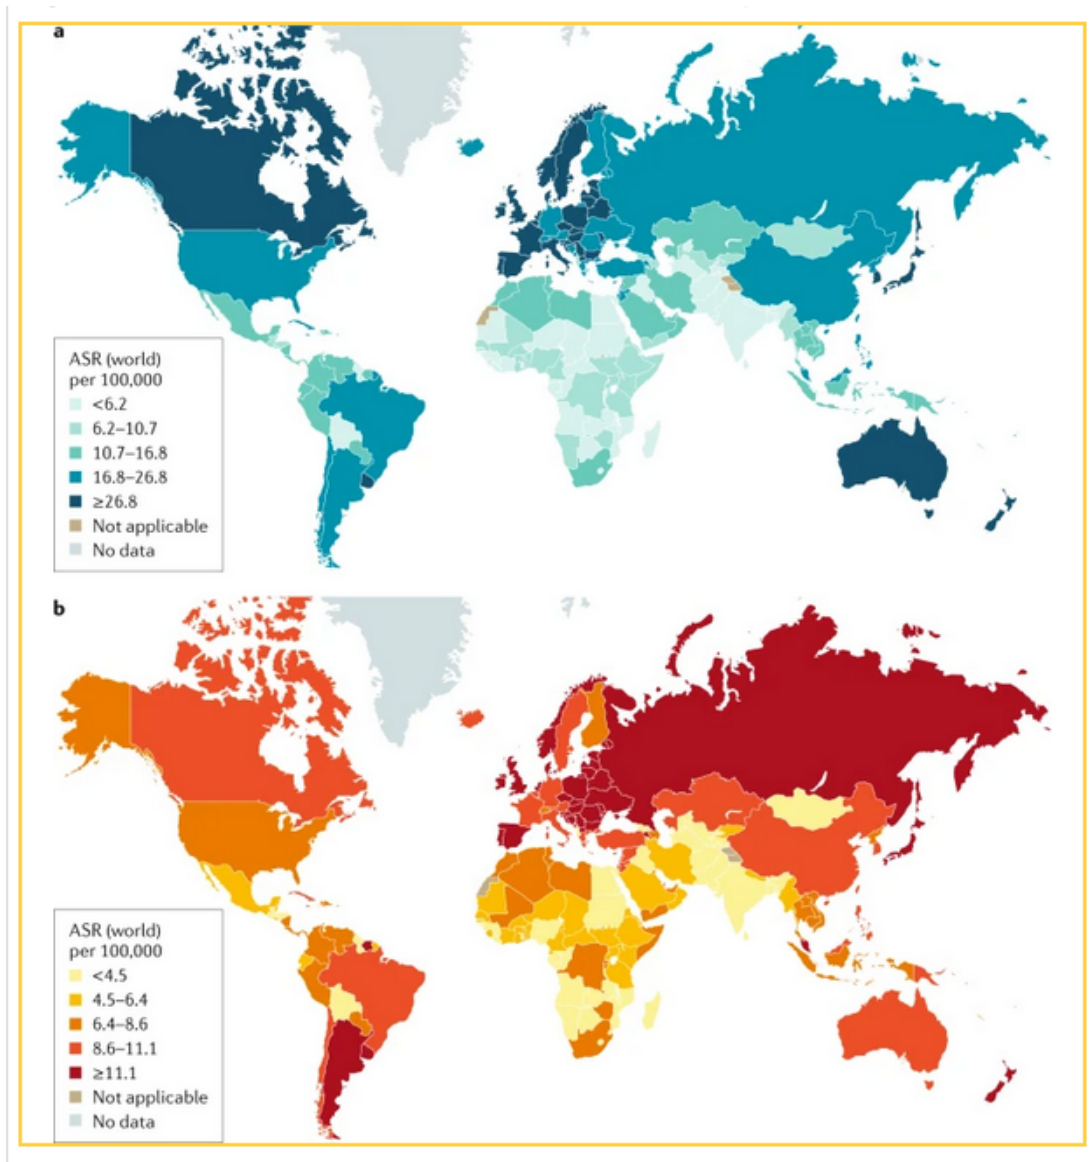 a
ASR (world)
per 100,000
<6.2
6.2–10.7
10.7–16.8
16.8–26.8
≥26.8
Not applicable
No data
b
ASR (world)
per 100,000
<4.5
4.5–6.4
6.4–8.6
8.6–11.1
≥11.1
Not applicable
No data